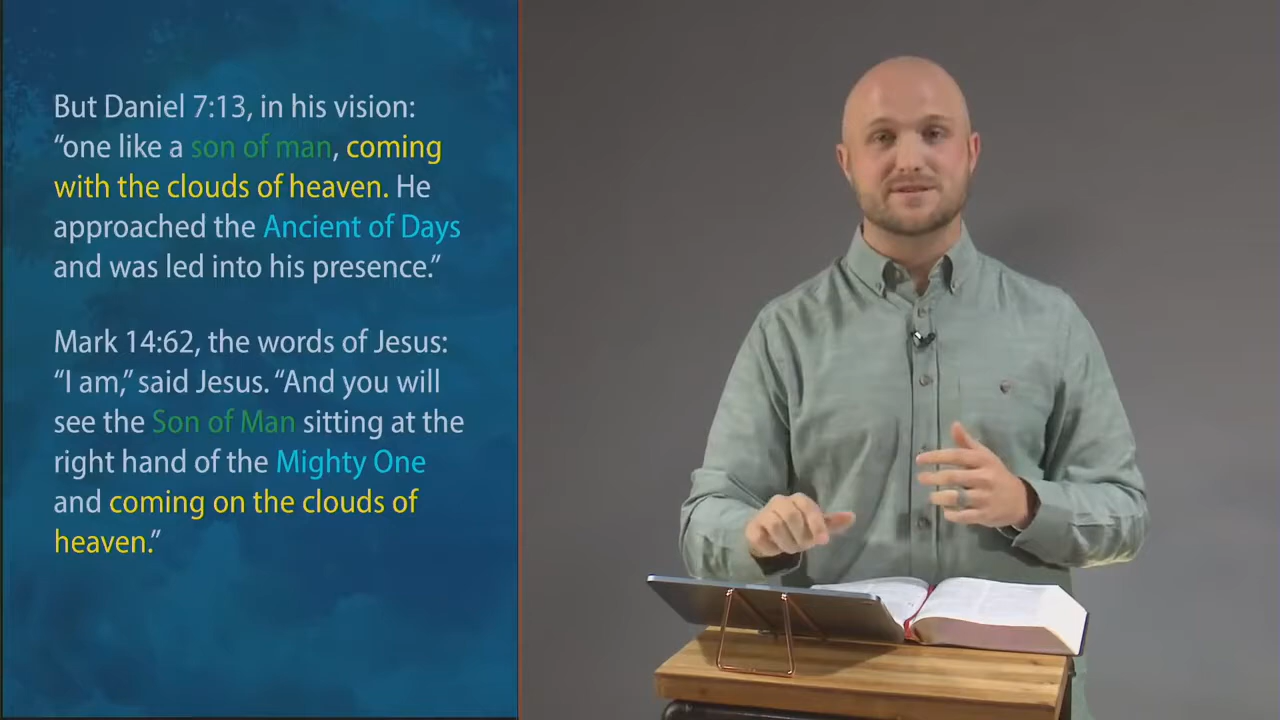 But Daniel 7:13, in his vision:
“one like a son of man, coming
with the clouds of heaven. He
approached the Ancient of Days
and was led into his presence.”
Mark 14:62, the words of Jesus:
“I am,” said Jesus. “And you will
see the Son of Man sitting at the
right hand of the Mighty One
and coming on the clouds of
heaven.”